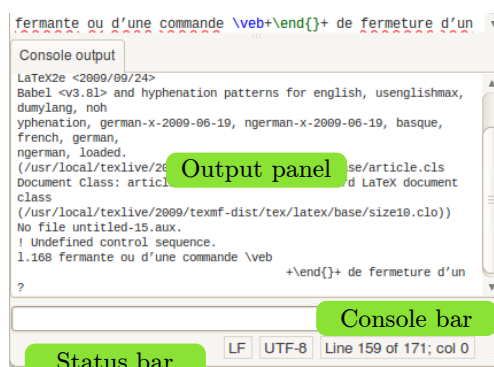 fermante ou d'une commande \veb+\end{}+ de fermeture d'un
Console output
LaTeX2e <2009/09/24>
Babel <v3.8l> and hyphenation patterns for english, usenglishmax,
dumylang, noh
yphenation, german-x-2009-06-19, ngerman-x-2009-06-19, basque,
french, german,
ngerman, loaded.
(/usr/local/texlive/20 se/article.cls
Output panel
Document Class: artic d LaTeX document
class
(/usr/local/texlive/2009/texmf-dist/tex/latex/base/size10.clo))
No file untitled-15.aux.
! Undefined control sequence.
l.168 fermante ou d'une commande \veb
+\end{}+ de fermeture d'un
?
Console bar
LF UTF-8 Line 159 of 171; col 0
Status bar